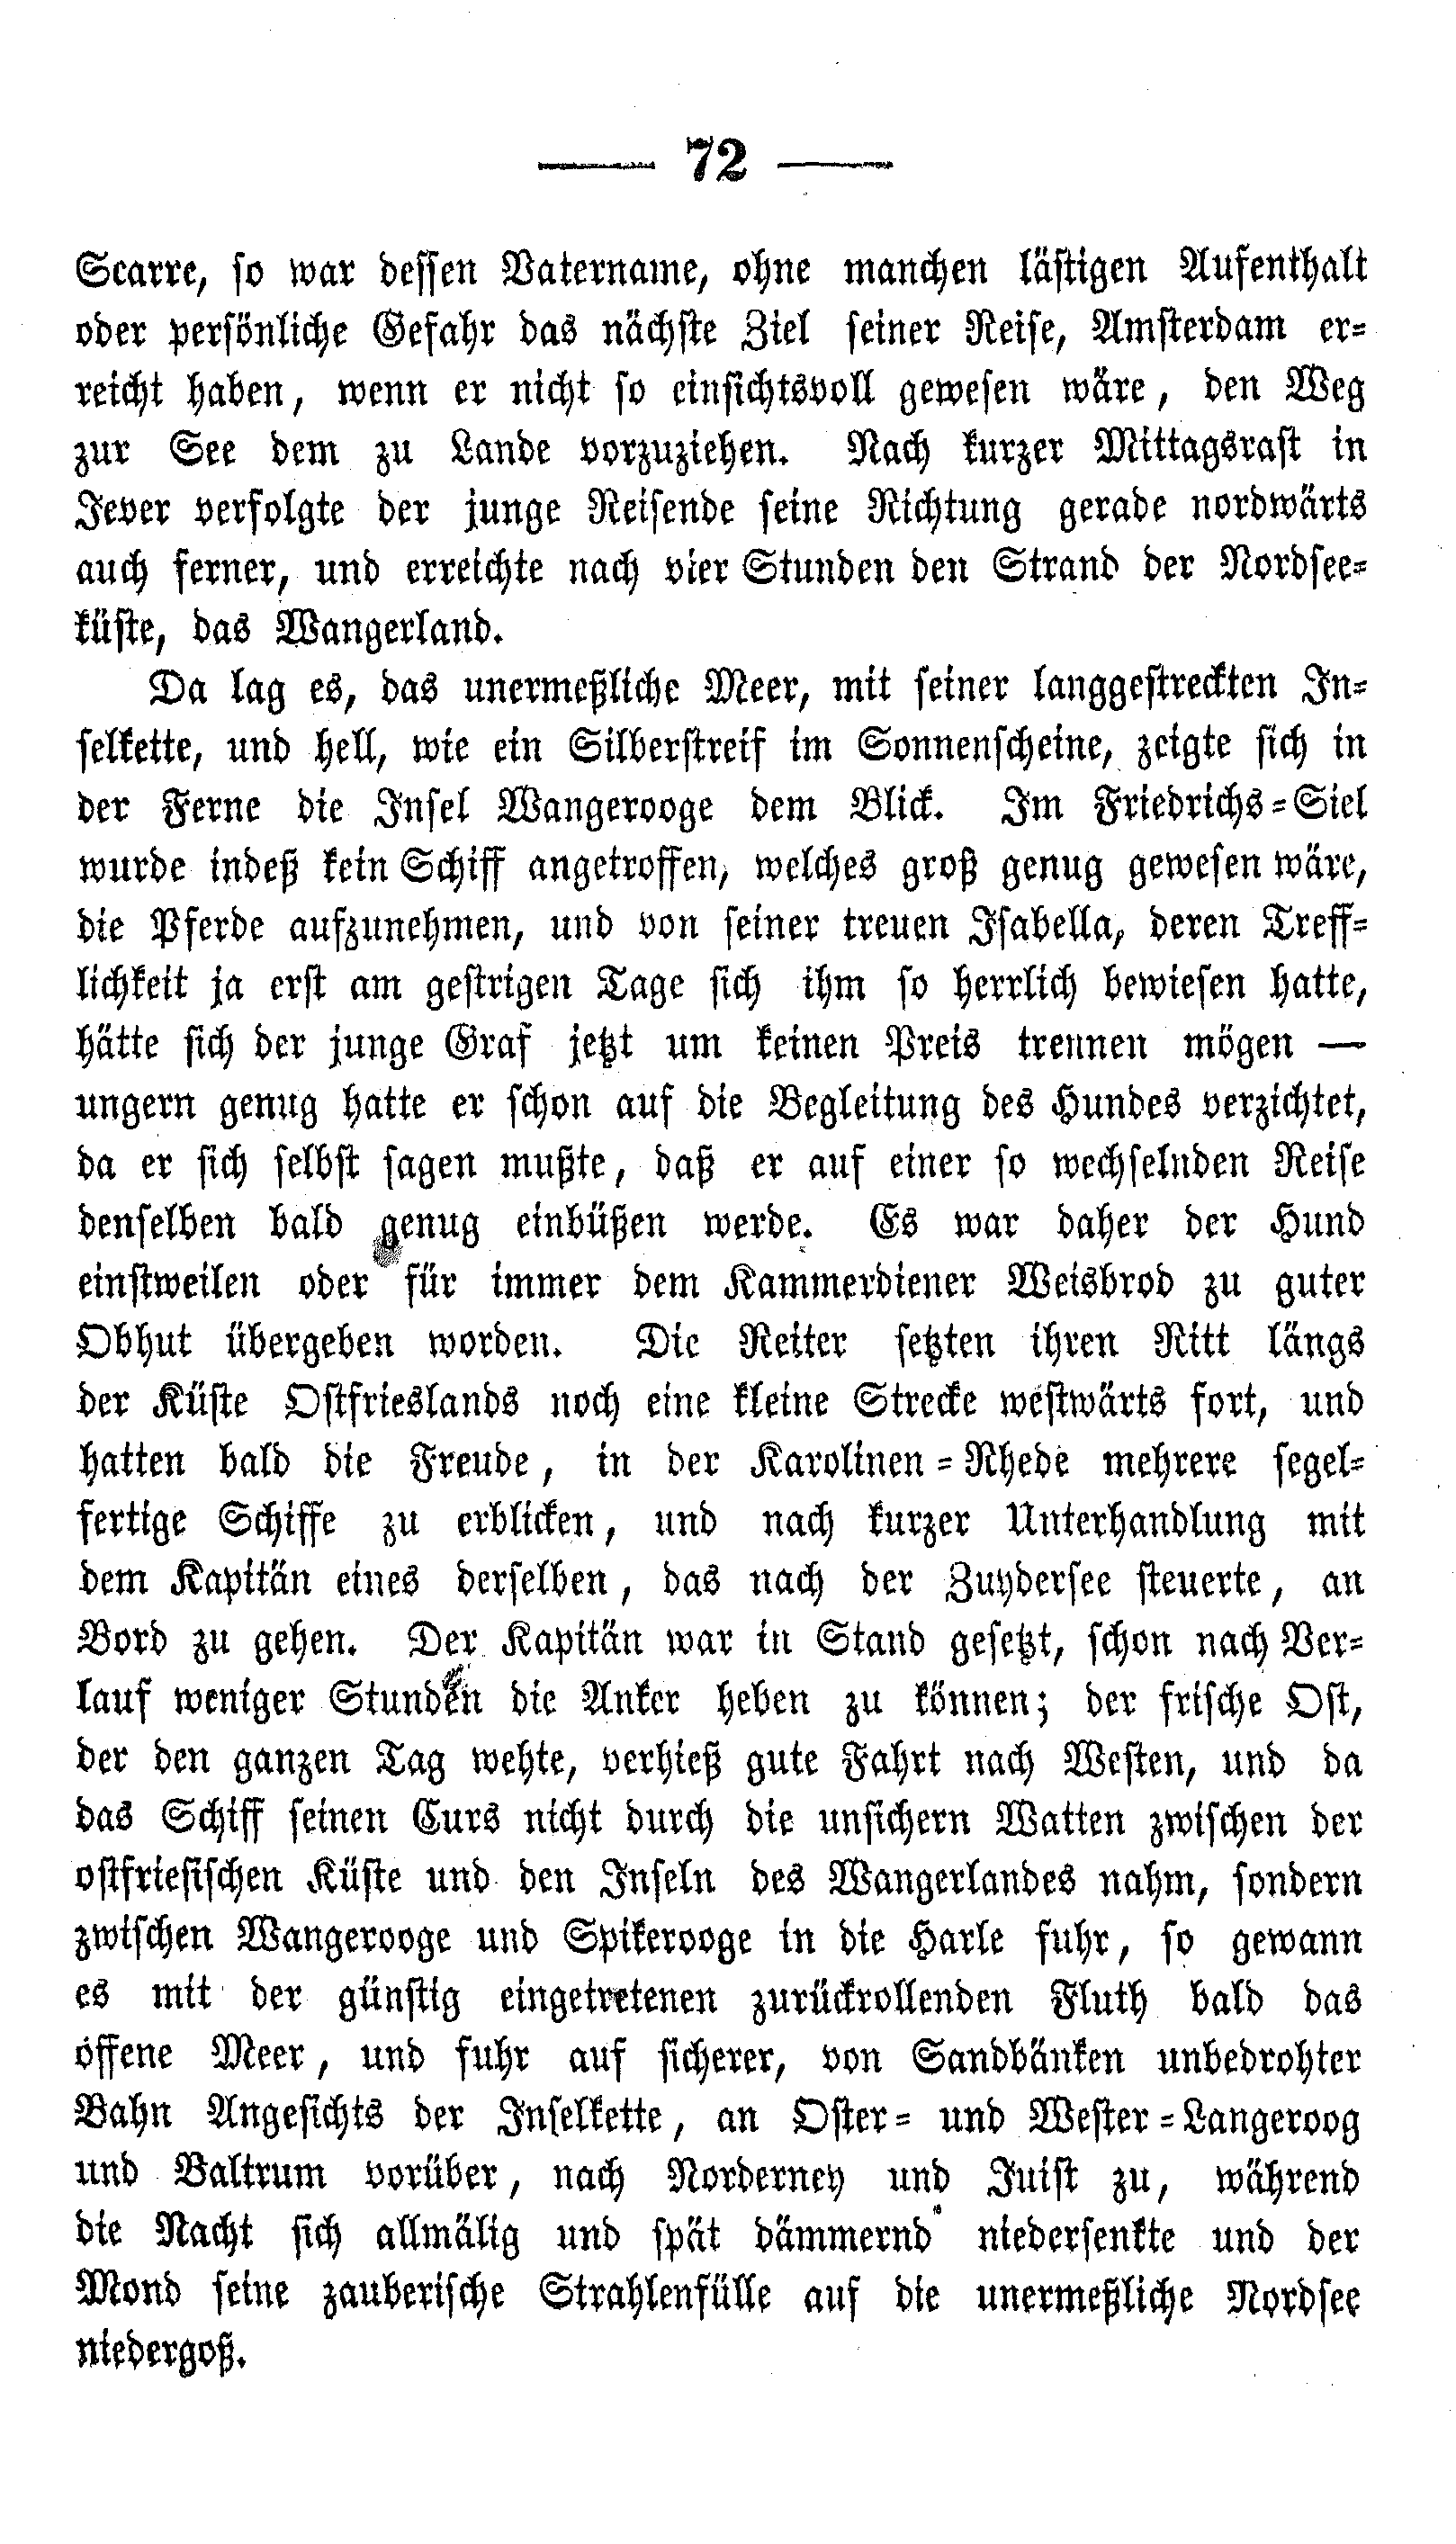 — 72 —
Scarre, so war dessen Vatername, ohne manchen lästigen Aufenthalt
oder persönliche Gefahr das nächste Ziel seiner Reise, Amsterdam er-
reicht haben, wenn er nicht so einsichtsvoll gewesen wäre, den Weg
zur See dem zu Lande vorzuziehen. Nach kurzer Mittagsrast in
Jever verfolgte der junge Reisende seine Richtung gerade nordwärts
auch ferner, und erreichte nach vier Stunden den Strand der Nordsee-
küste, das Wangerland.
Da lag es, das unermeßliche Meer, mit seiner langgestreckten In-
selkette, und hell, wie ein Silberstreif im Sonnenscheine, zeigte sich in
der Ferne die Insel Wangerooge dem Blick. Im Friedrichs-Siel
wurde indeß kein Schiff angetroffen, welches groß genug gewesen wäre,
die Pferde aufzunehmen, und von seiner treuen Isabella, deren Treff-
lichkeit ja erst am gestrigen Tage sich ihm so herrlich bewiesen hatte,
hätte sich der junge Graf jetzt um keinen Preis trennen mögen —
ungern genug hatte er schon auf die Begleitung des Hundes verzichtet,
da er sich selbst sagen mußte, daß er auf einer so wechselnden Reise
denselben bald genug einbüßen werde. Es war daher der Hund
einstweilen oder für immer dem Kammerdiener Weisbrod zu guter
Obhut übergeben worden. Die Reiter setzten ihren Ritt längs
der Küste Ostfrieslands noch eine kleine Strecke westwärts fort, und
hatten bald die Freude, in der Karolinen-Rhede mehrere segel-
fertige Schiffe zu erblicken, und nach kurzer Unterhandlung mit
dem Kapitän eines derselben, das nach der Zuydersee steuerte, an
Bord zu gehen. Der Kapitän war in Stand gesetzt, schon nach Ver-
lauf weniger Stunden die Anker heben zu können; der frische Ost,
der den ganzen Tag wehte, verhieß gute Fahrt nach Westen, und da
das Schiff seinen Curs nicht durch die unsichern Watten zwischen der
ostfriesischen Küste und den Inseln des Wangerlandes nahm, sondern
zwischen Wangerooge und Spikerooge in die Harle fuhr, so gewann
es mit der günstig eingetretenen zurückrollenden Fluth bald das
offene Meer, und fuhr auf sicherer, von Sandbänken unbedrohter
Bahn Angesichts der Inselkette, an Oster- und Wester-Langeroog
und Baltrum vorüber, nach Norderney und Juist zu, während
die Nacht sich allmälig und spät dämmernd niedersenkte und der
Mond seine zauberische Strahlenfülle auf die unermeßliche Nordsee
niedergoß.